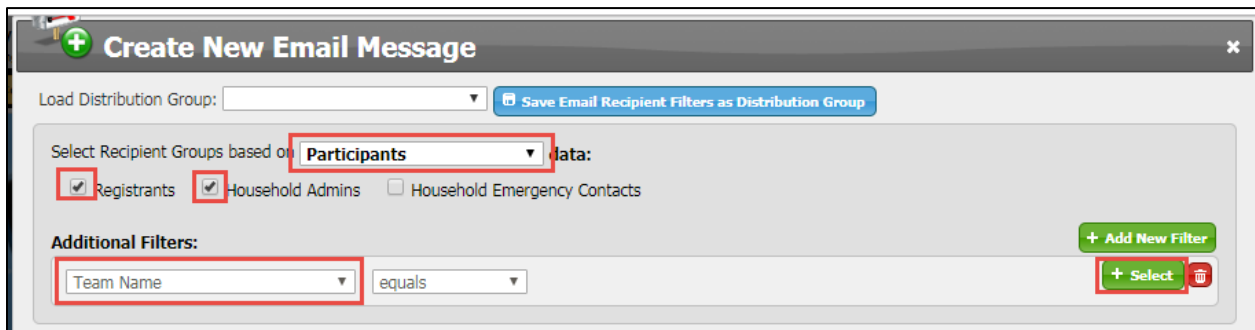 Create New Email Message
Load Distribution Group: Save Email Recipient Filters as Distribution Group
Select Recipient Groups based on Participants data:
Registrants Household Admins Household Emergency Contacts
Additional Filters: + Add New Filter
Team Name equals + Select